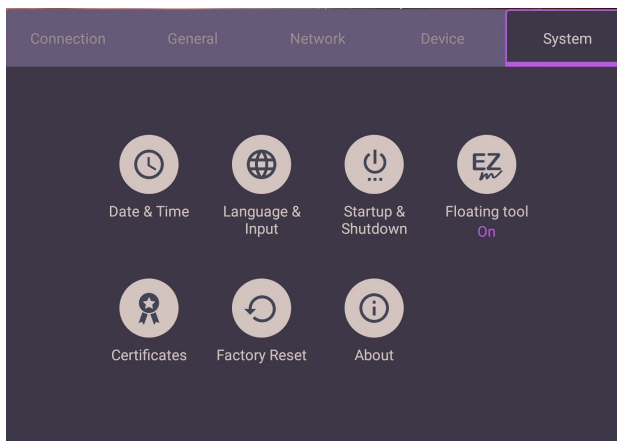 Connection General Network Device System
EZ
Date & Time Language & Startup & Floating tool
Input Shutdown On
Certificates Factory Reset About